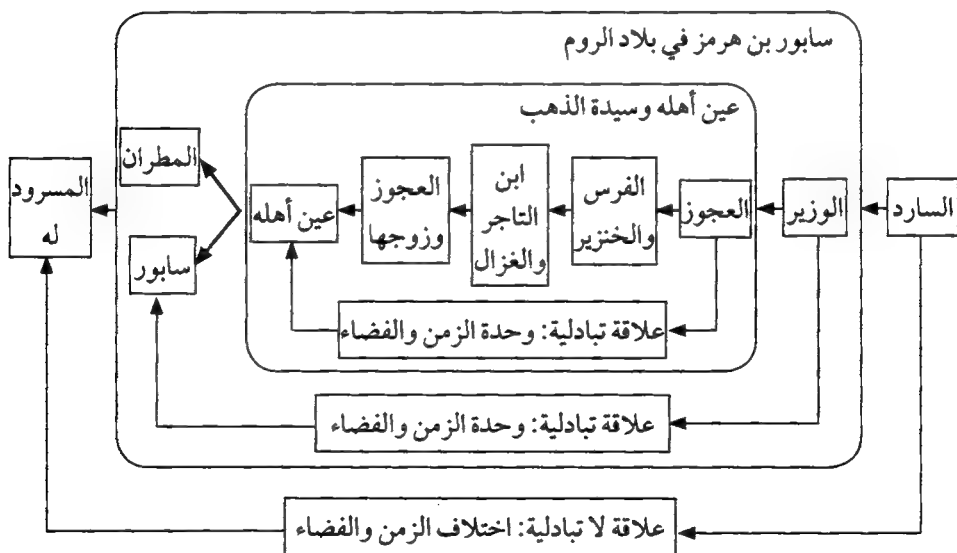 سابور بن هرمز في بلاد الروم
عين أهله وسيدة الذهب
السارد
الوزير
العجوز
الفرس
والخنزير
ابن
التاجر
والغزال
العجوز
وزوجها
عين أهله
المطران
سابور
المسرود
له
علاقة تبادلية: وحدة الزمن والفضاء
علاقة تبادلية: وحدة الزمن والفضاء
علاقة لا تبادلية: اختلاف الزمن والفضاء